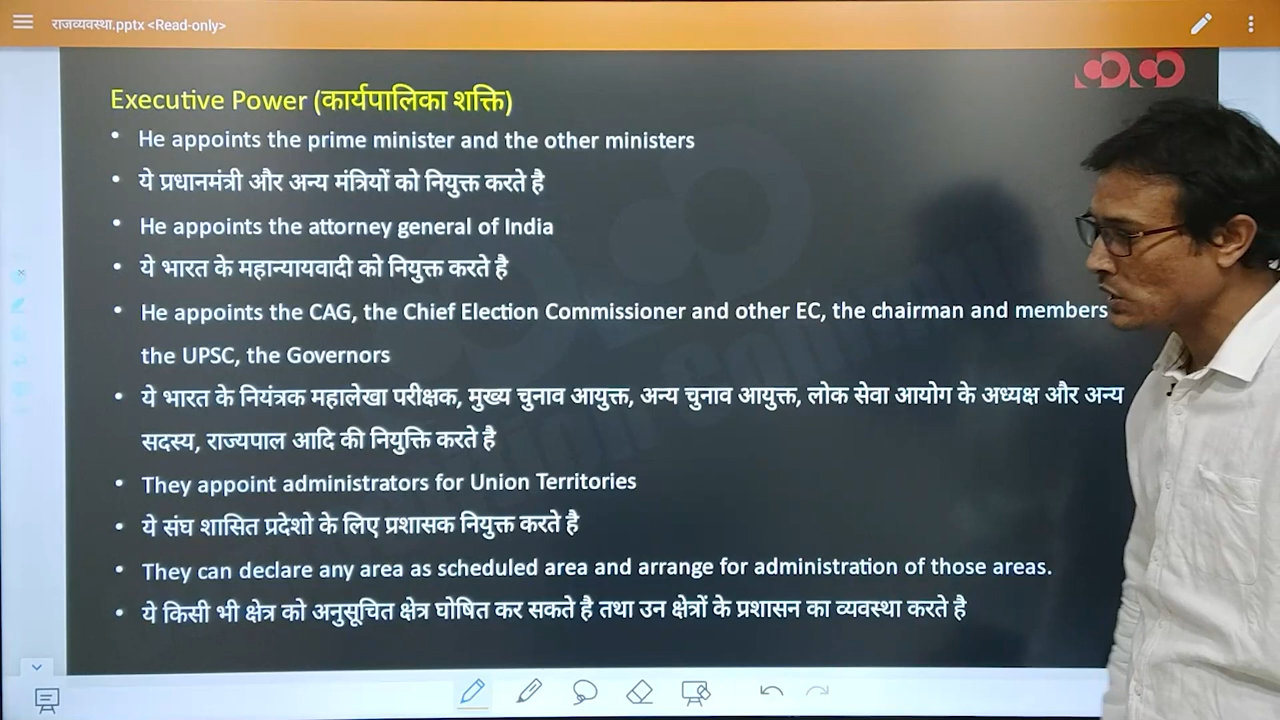 राजव्यवस्था.pptx <Read-only>
Executive Power (कार्यपालिका शक्ति)
• He appoints the prime minister and the other ministers
• ये प्रधानमंत्री और अन्य मंत्रियों को नियुक्त करते है
• He appoints the attorney general of India
• ये भारत के महान्यायवादी को नियुक्त करते है
• He appoints the CAG, the Chief Election Commissioner and other EC, the chairman and members
the UPSC, the Governors
• ये भारत के नियंत्रक महालेखा परीक्षक, मुख्य चुनाव आयुक्त, अन्य चुनाव आयुक्त, लोक सेवा आयोग के अध्यक्ष और अन्य
सदस्य, राज्यपाल आदि की नियुक्ति करते है
• They appoint administrators for Union Territories
• ये संघ शासित प्रदेशो के लिए प्रशासक नियुक्त करते है
• They can declare any area as scheduled area and arrange for administration of those areas.
• ये किसी भी क्षेत्र को अनुसूचित क्षेत्र घोषित कर सकते है तथा उन क्षेत्रों के प्रशासन का व्यवस्था करते है